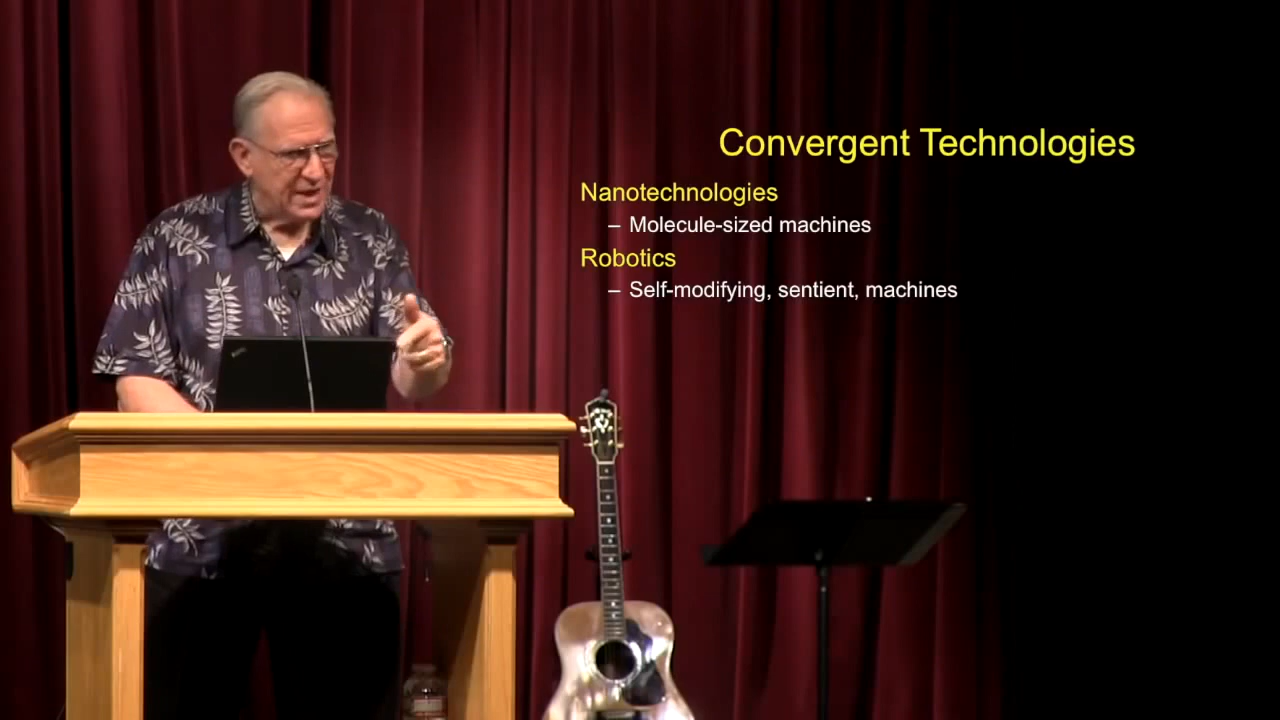 Convergent Technologies
Nanotechnologies
– Molecule-sized machines
Robotics
– Self-modifying, sentient, machines